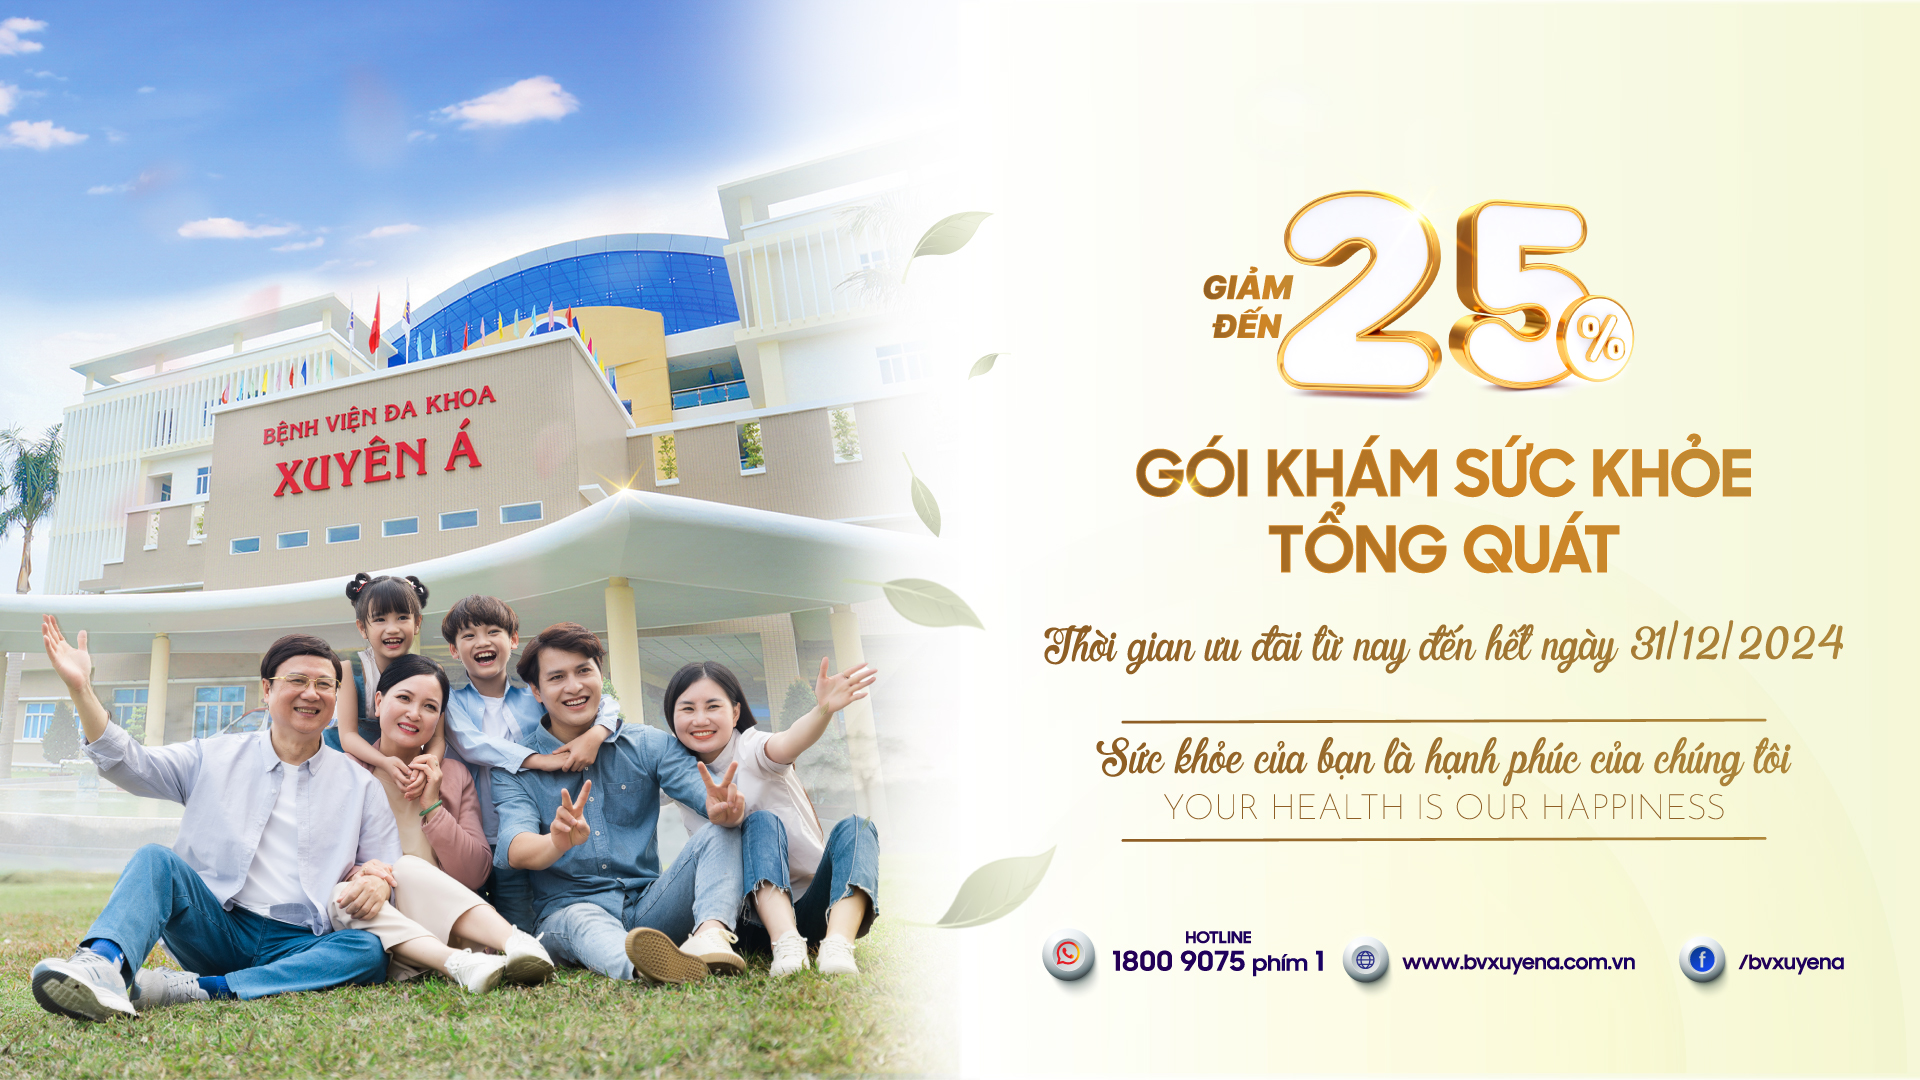 BỆNH VIỆN ĐA KHOA
XUYÊN Á
GIẢM
ĐẾN
25%
GÓI KHÁM SỨC KHỎE
TỔNG QUÁT
Thời gian ưu đãi từ nay đến hết ngày 31/12/2024
Sức khỏe của bạn là hạnh phúc của chúng tôi
YOUR HEALTH IS OUR HAPPINESS
HOTLINE
1800 9075 phím 1
www.bvxuyena.com.vn
f
/bvxuyena